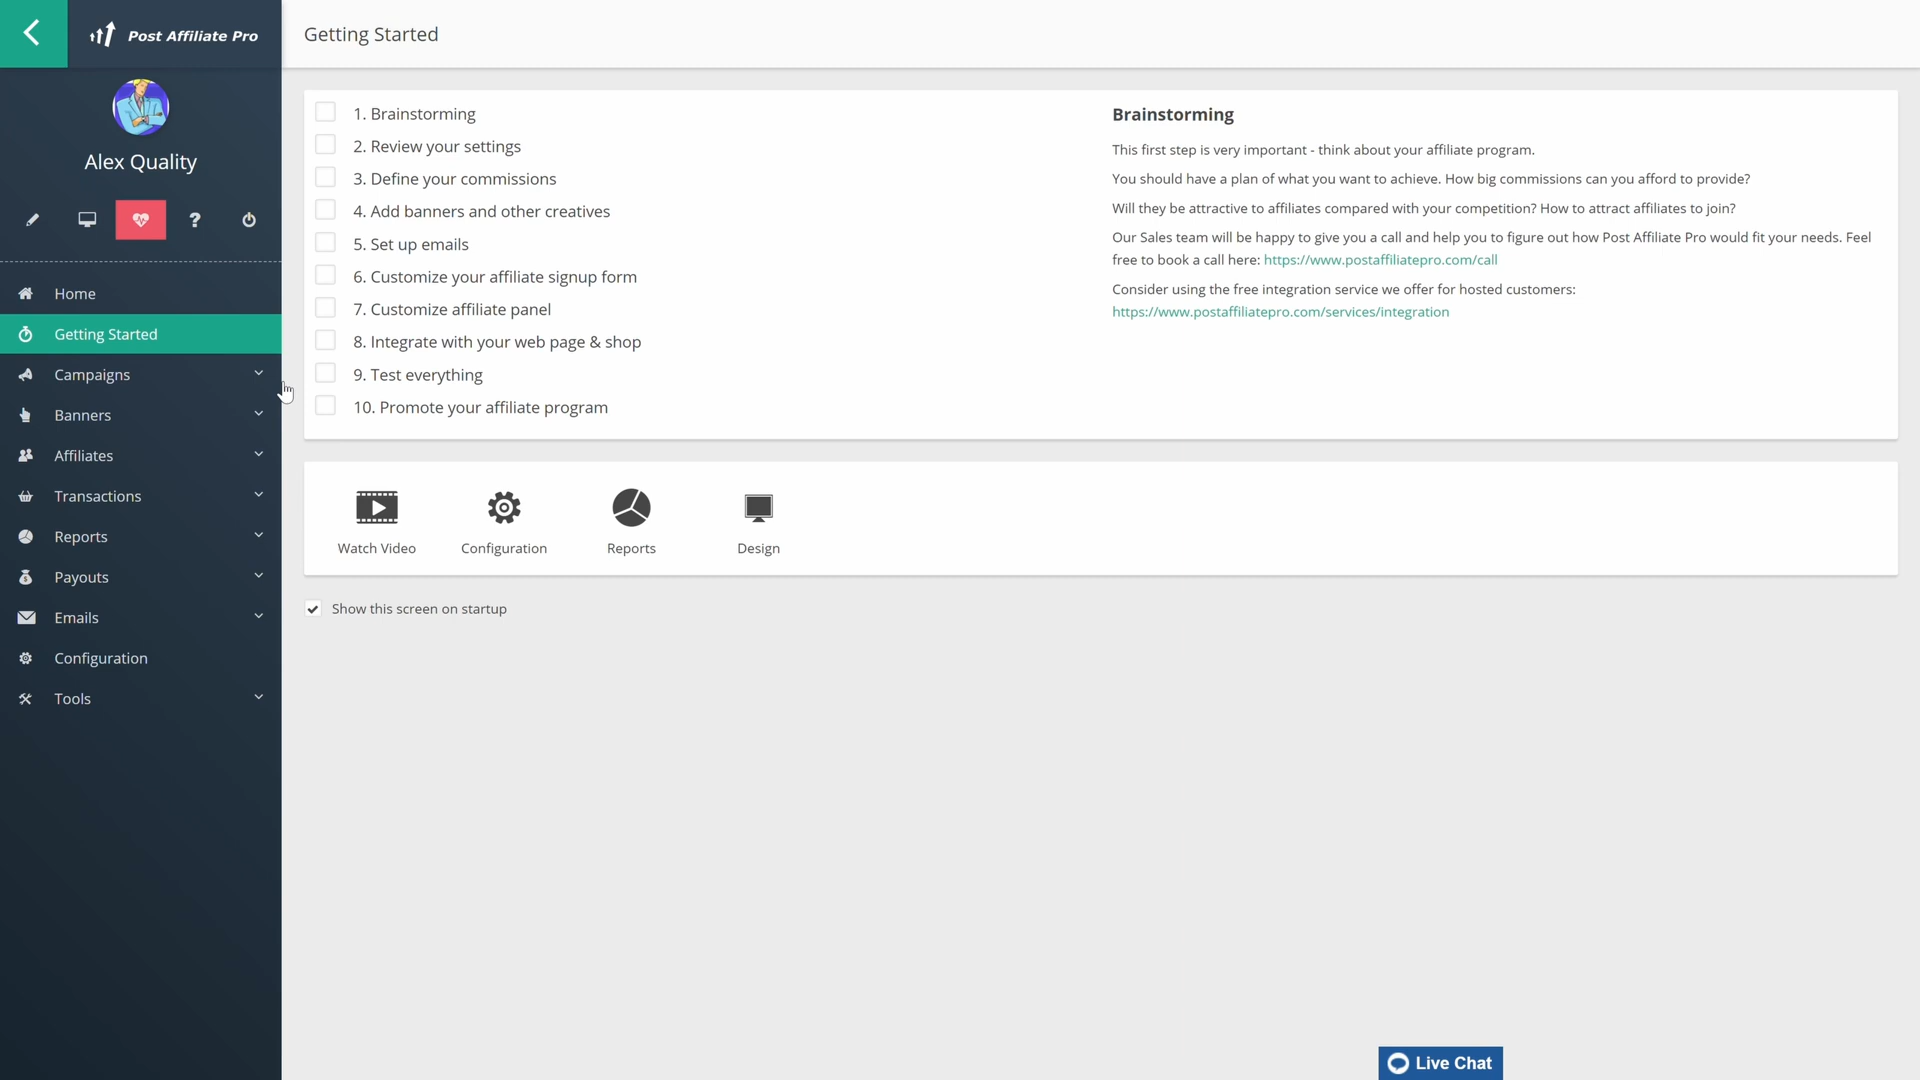 Post Affiliate Pro
Getting Started
Alex Quality
Home
Getting Started
Campaigns
Banners
Affiliates
Transactions
Reports
Payouts
Emails
Configuration
Tools
1. Brainstorming
2. Review your settings
3. Define your commissions
4. Add banners and other creatives
5. Set up emails
6. Customize your affiliate signup form
7. Customize affiliate panel
8. Integrate with your web page & shop
9. Test everything
10. Promote your affiliate program
Brainstorming
This first step is very important - think about your affiliate program.
You should have a plan of what you want to achieve. How big commissions can you afford to provide?
Will they be attractive to affiliates compared with your competition? How to attract affiliates to join?
Our Sales team will be happy to give you a call and help you to figure out how Post Affiliate Pro would fit your needs. Feel
free to book a call here: https://www.postaffiliatepro.com/call
Consider using the free integration service we offer for hosted customers:
https://www.postaffiliatepro.com/services/integration
Watch Video
Configuration
Reports
Design
Show this screen on startup
Live Chat